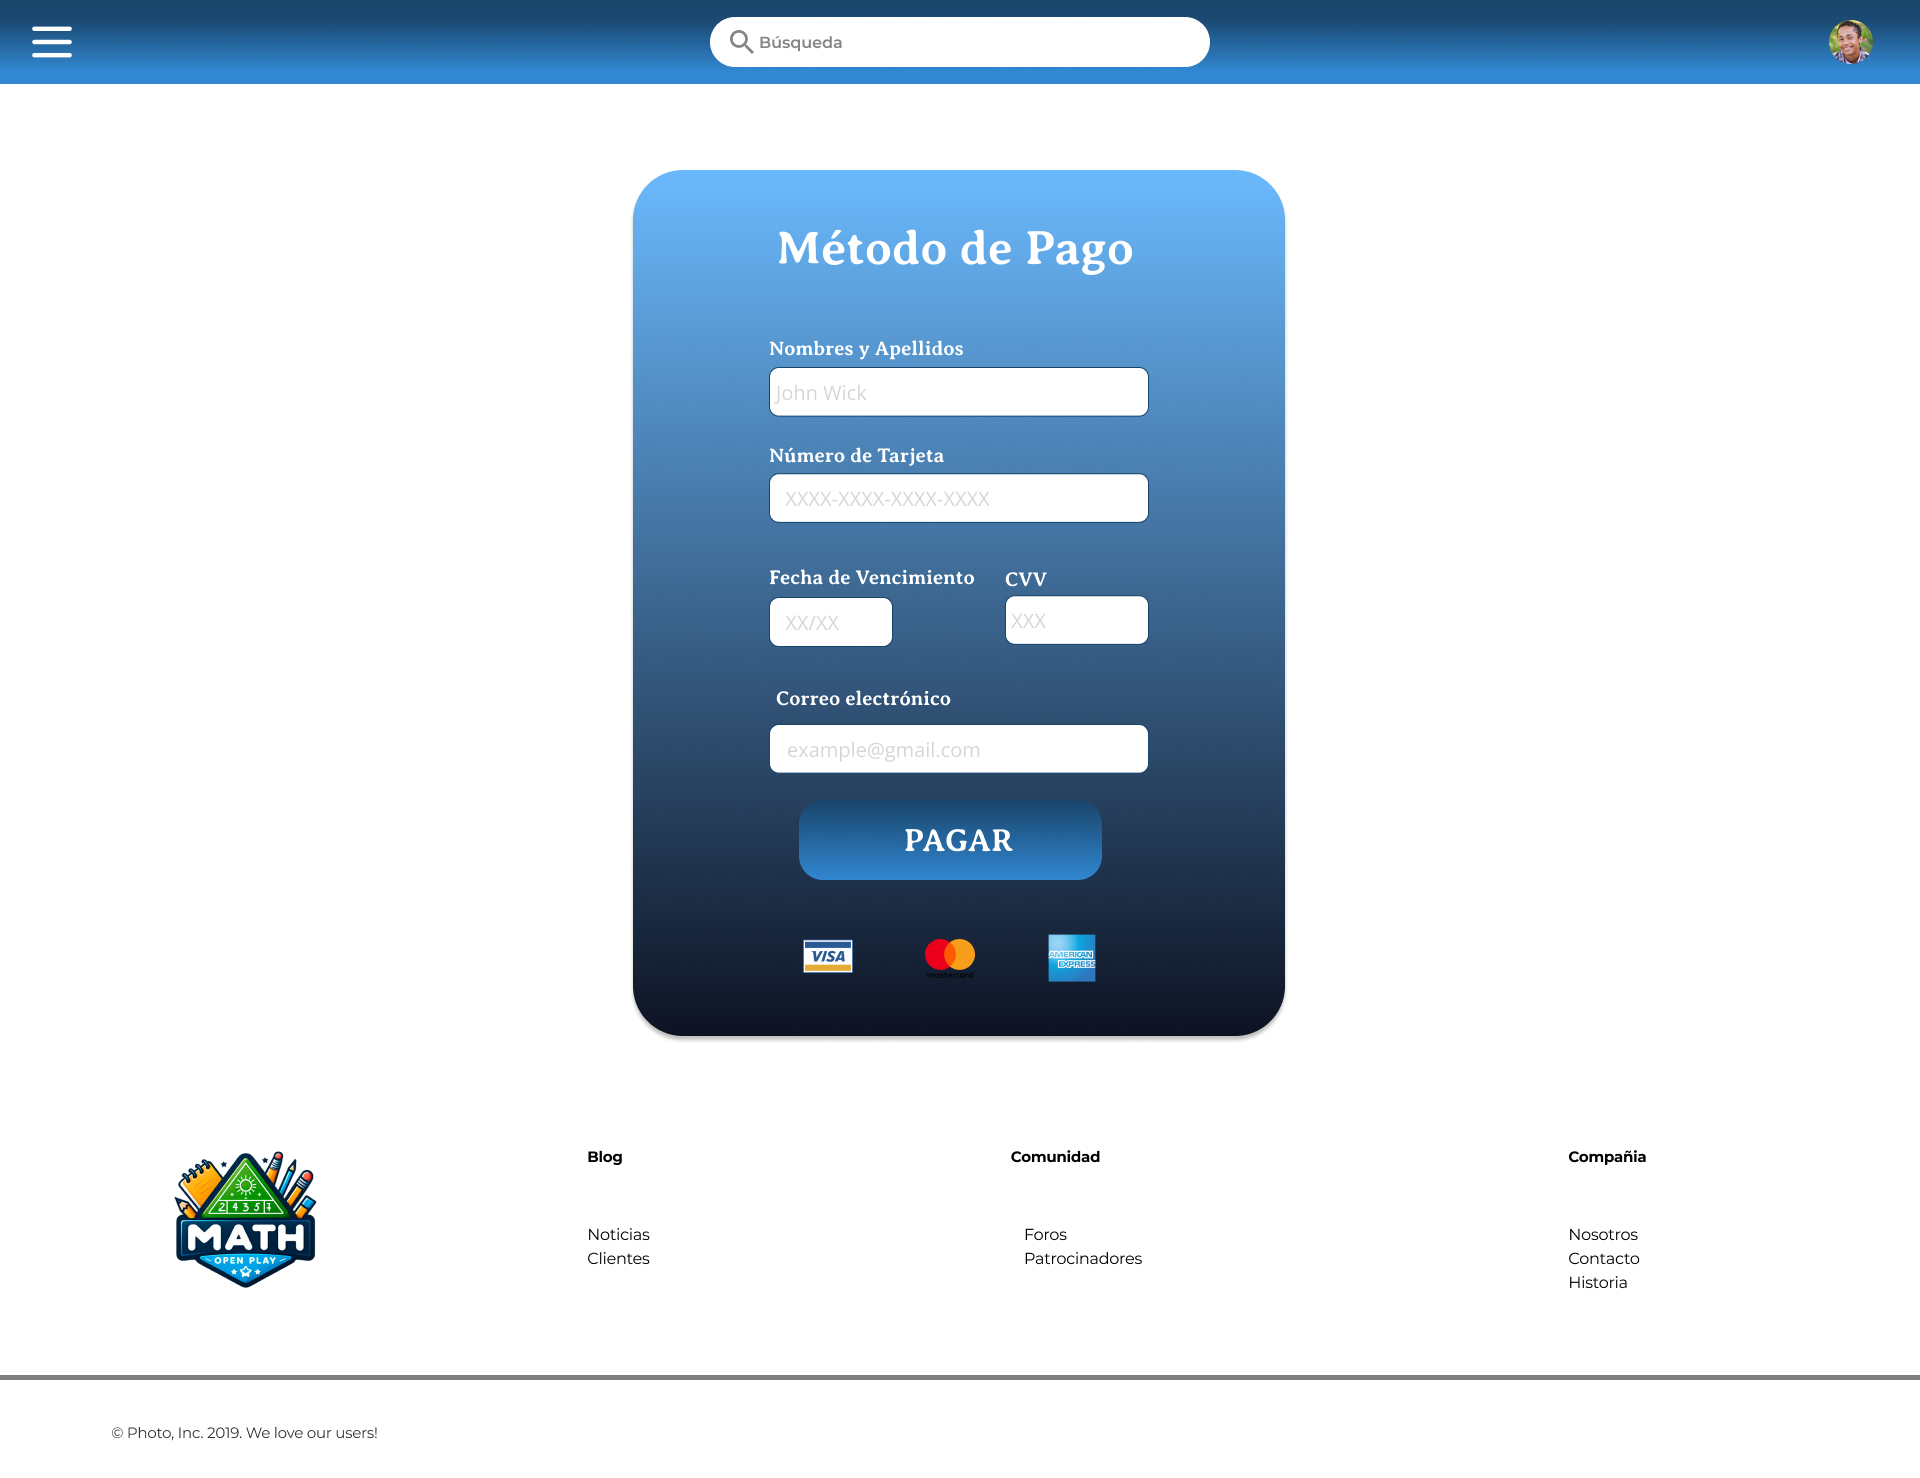 Búsqueda
Método de Pago
Nombres y Apellidos
John Wick
Número de Tarjeta
XXXX-XXXX-XXXX-XXXX
Fecha de Vencimiento
CVV
XX/XX
XXX
Correo electrónico
example@gmail.com
PAGAR
VISA
mastercard
AMERICAN
EXPRESS
Blog
Comunidad
Compañia
2 4 3 5 7
MATH
OPEN PLAY
Noticias
Foros
Nosotros
Clientes
Patrocinadores
Contacto
Historia
© Photo, Inc. 2019. We love our users!